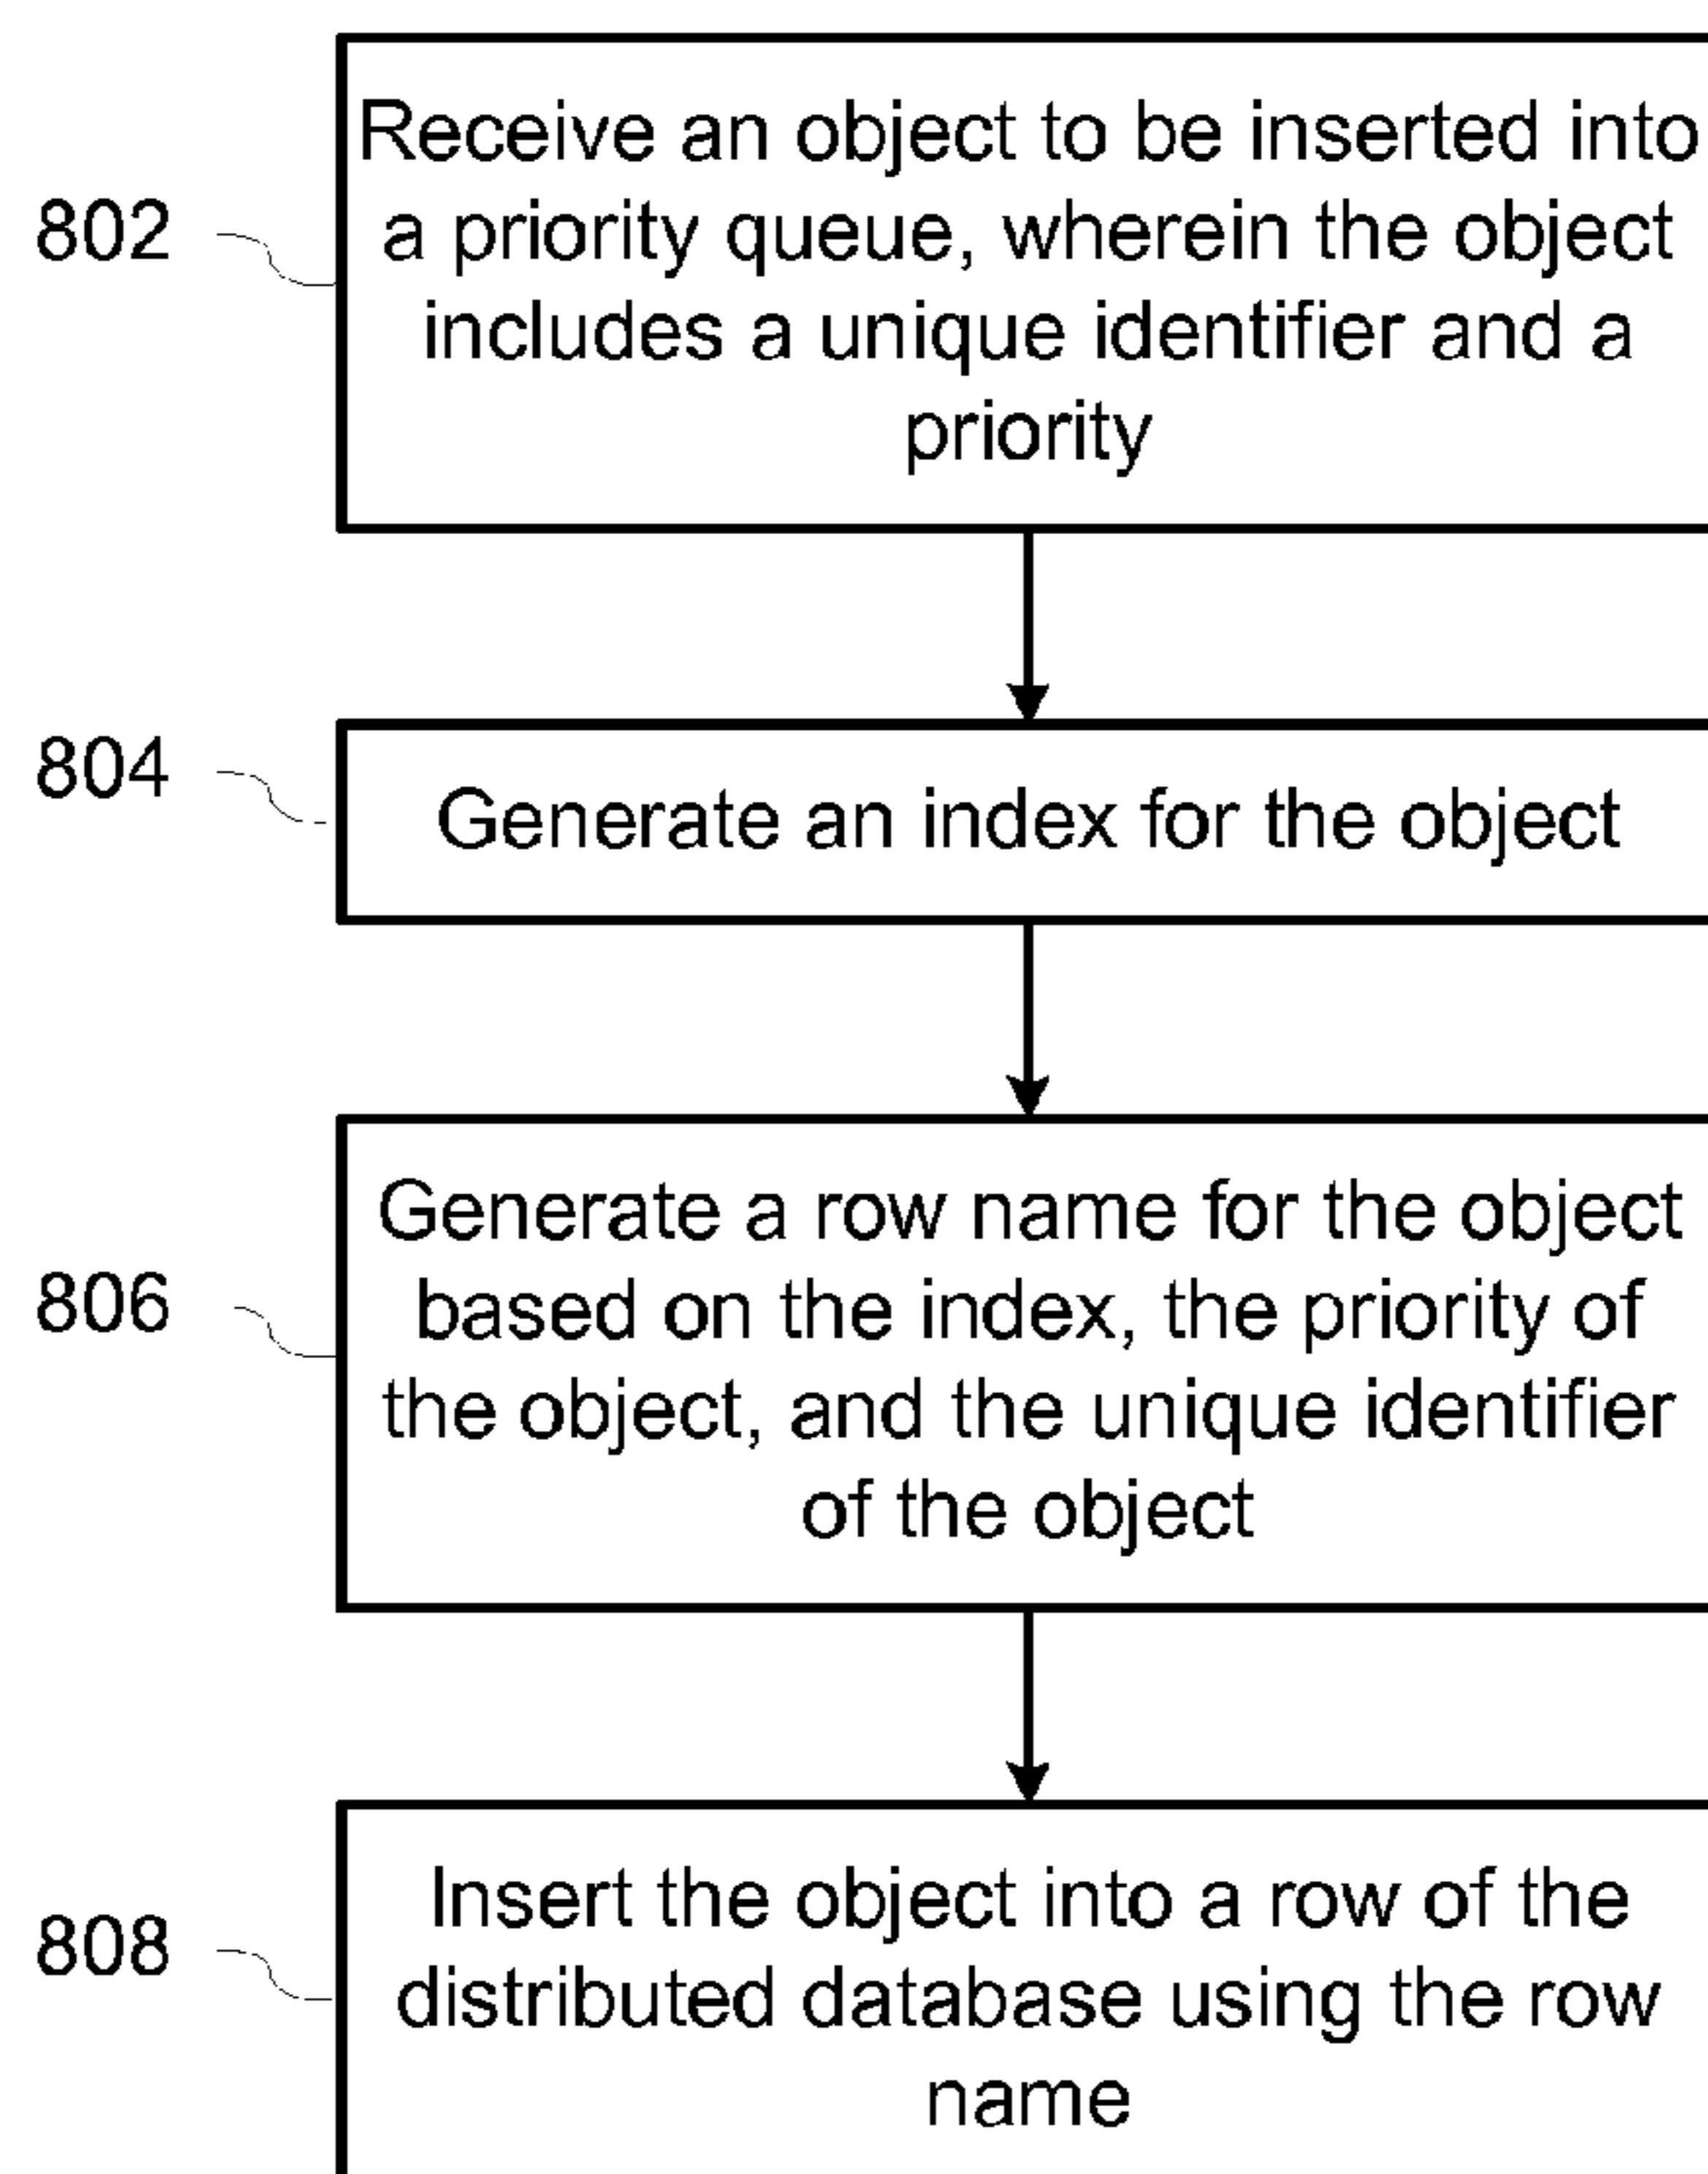 Receive an object to be inserted into
802
a priority queue, wherein the object
includes a unique identifier and a
priority
804
Generate an index for the object
Generate a row name for the object
806
based on the index, the priority of
the object, and the unique identifier
of the object
Insert the object into a row of the
808
distributed database using the row
name